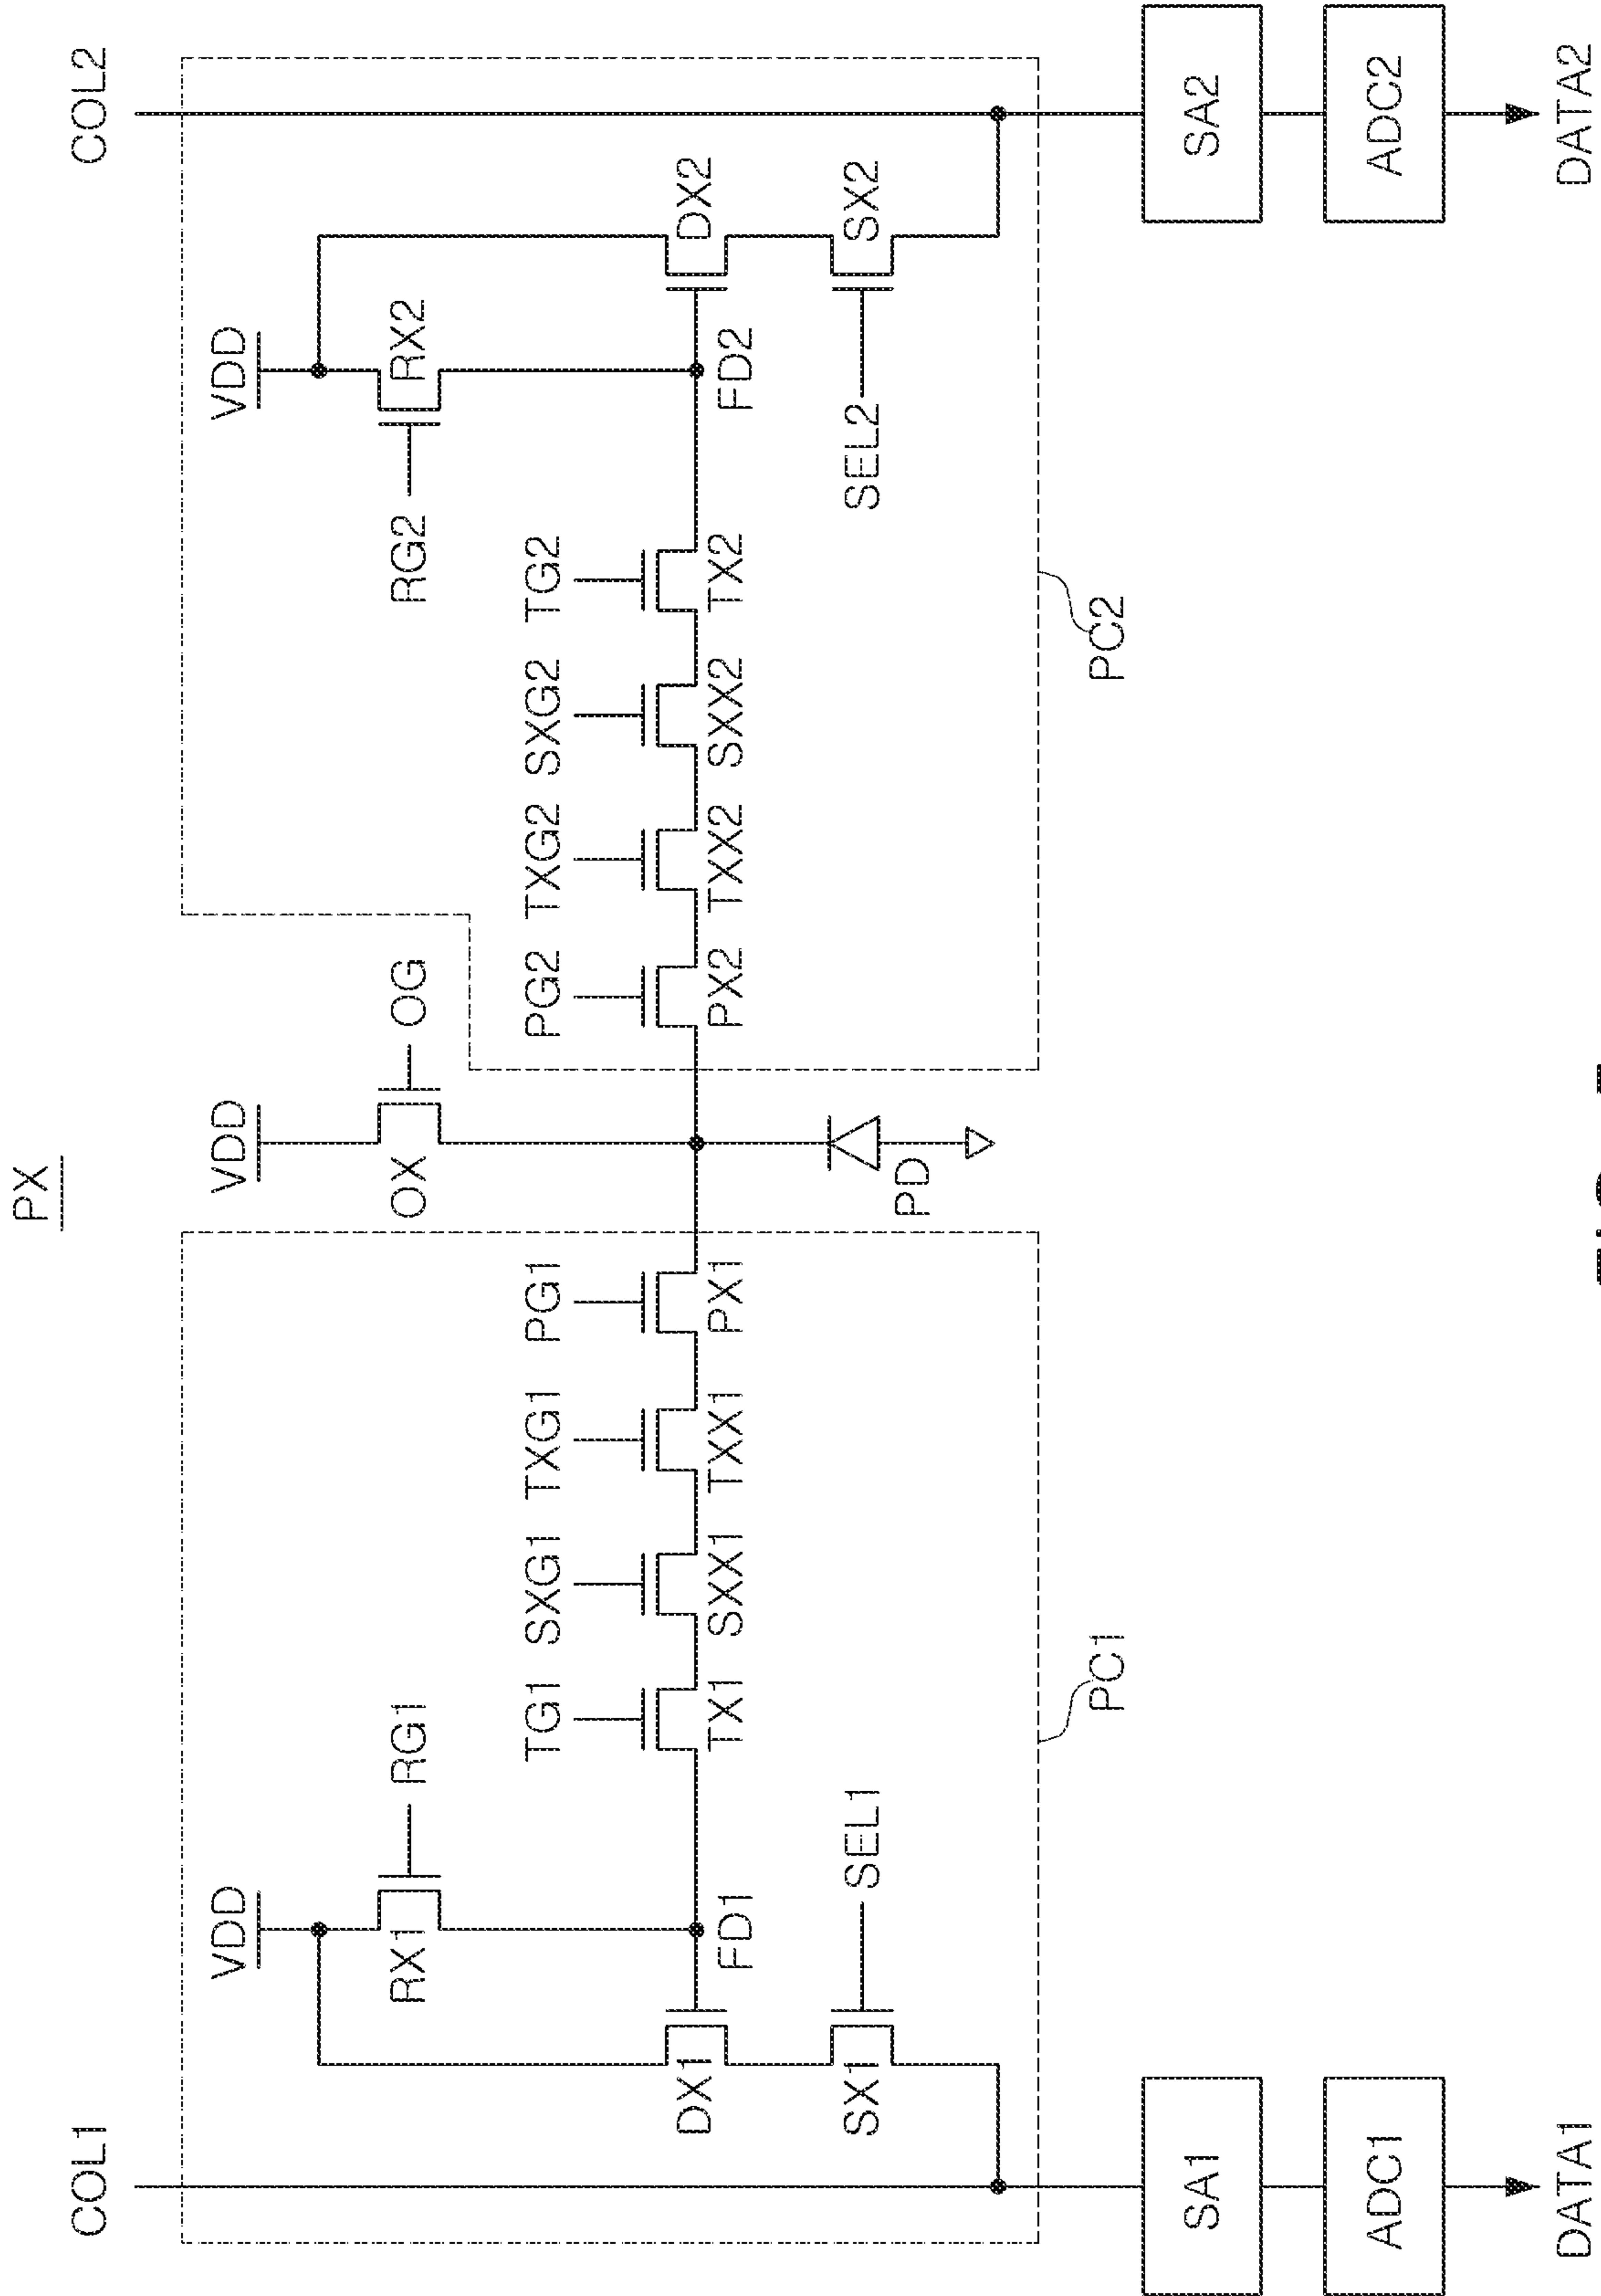 PX
COL1
COL2
VDD
VDD
VDD
RX1
RG1
OX
OG
RG2
RX2
TG1
SXG1
TXG1
PG1
PG2
TXG2
SXG2
TG2
DX1
FD1
TX1
SXX1
TXX1
PX1
PX2
TXX2
SXX2
TX2
FD2
DX2
SX1
SEL1
PD
SEL2
SX2
PC1
PC2
SA1
SA2
ADC1
ADC2
DATA1
DATA2